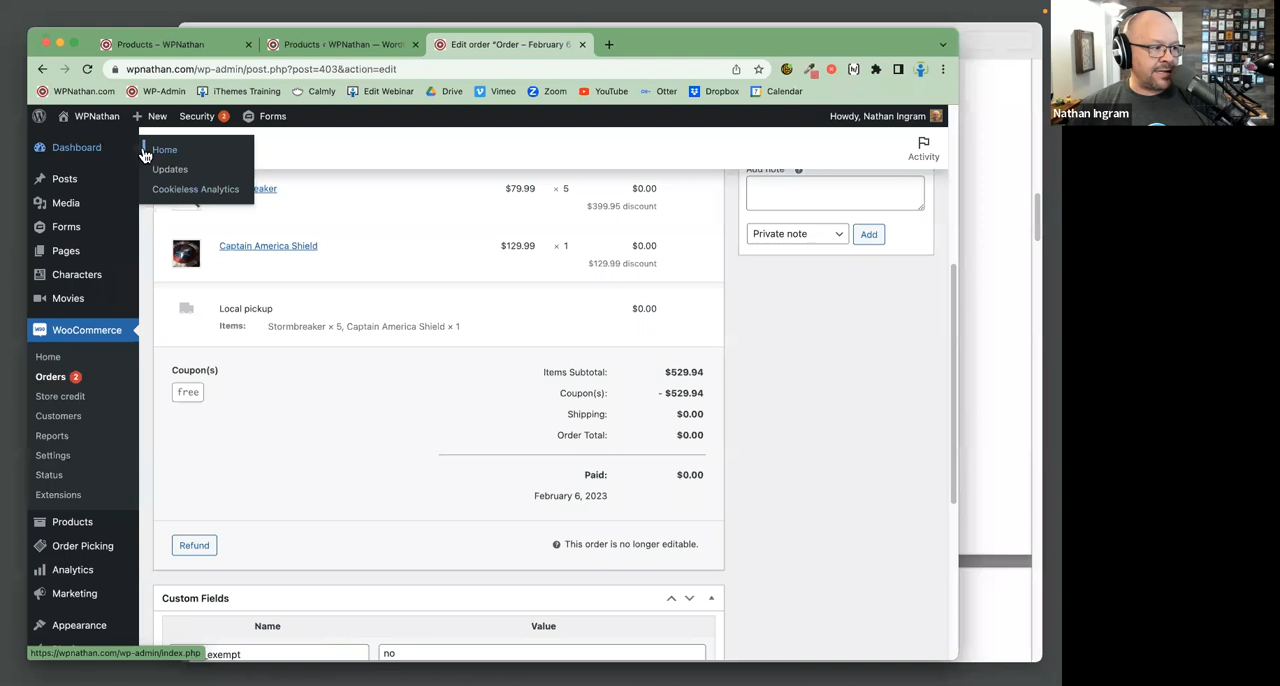 Products – WPNathan
Products ‹ WPNathan — Word
Edit order "Order – February 6
wpnathan.com/wp-admin/post.php?post=403&action=edit
WPNathan.com
WP-Admin
iThemes Training
Calmly
Edit Webinar
Drive
Vimeo
Zoom
YouTube
Otter
Dropbox
Calendar
WPNathan
New
Security 2
Forms
Howdy, Nathan Ingram
Nathan Ingram
Dashboard
Home
Updates
Cookieless Analytics
Activity
Posts
Media
Forms
Pages
Characters
Movies
WooCommerce
Home
Orders 2
Store credit
Customers
Reports
Settings
Status
Extensions
Products
Order Picking
Analytics
Marketing
Appearance
https://wpnathan.com/wp-admin/index.php
eaker
$79.99 × 5 $0.00
$399.95 discount
Captain America Shield $129.99 × 1 $0.00
$129.99 discount
Local pickup $0.00
Items: Stormbreaker × 5, Captain America Shield × 1
Coupon(s)
free
Items Subtotal: $529.94
Coupon(s): - $529.94
Shipping: $0.00
Order Total: $0.00
Paid: $0.00
February 6, 2023
Refund
This order is no longer editable.
Custom Fields
Name Value
_exempt no
Add note
Private note
Add